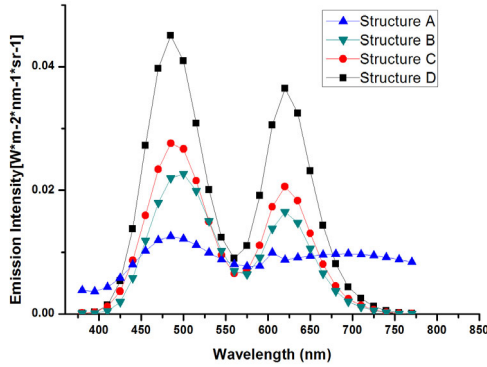 Structure A
Structure B
Structure C
Structure D
Emission Intensity[W*m-2*nm-1*sr-1]
0.04
0.02
0.00
400 450 500 550 600 650 700 750 800 850
Wavelength (nm)